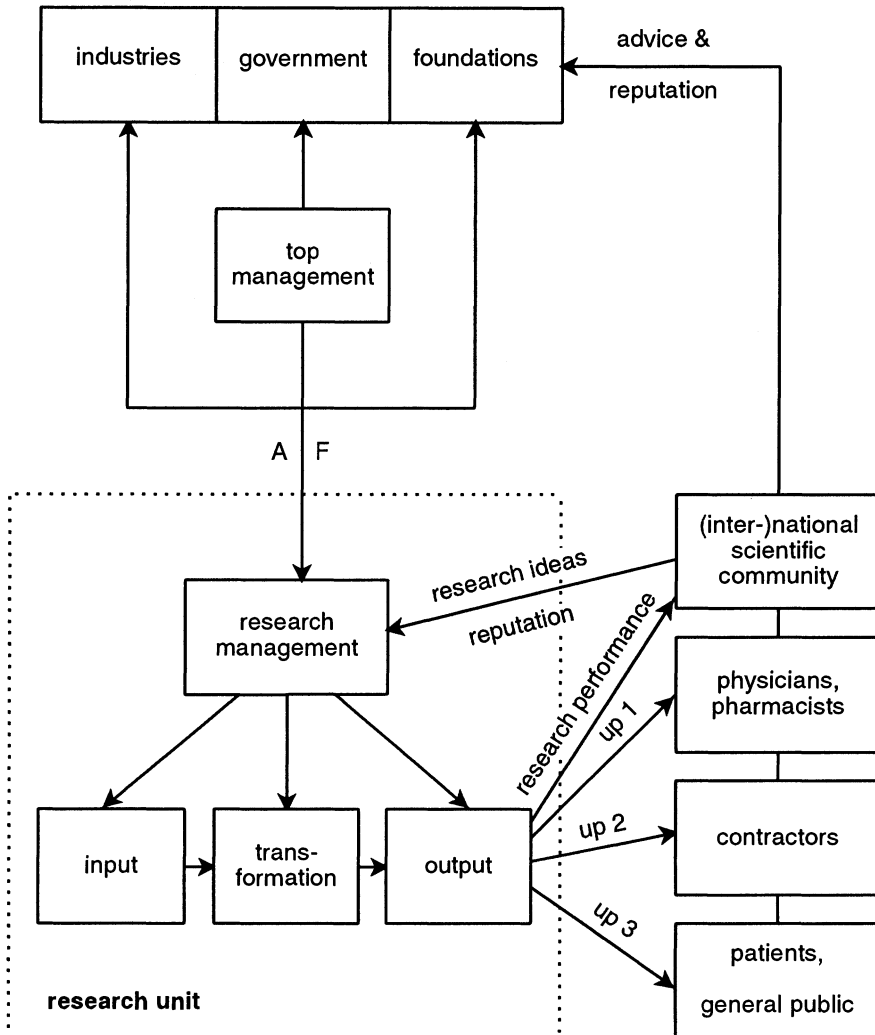 industries
government
foundations
advice &
reputation
top
management
A F
(inter-)national
scientific
community
research ideas
reputation
research
management
research performance
physicians,
pharmacists
up 1
up 2
contractors
input
trans-
formation
output
up 3
patients,
general public
research unit